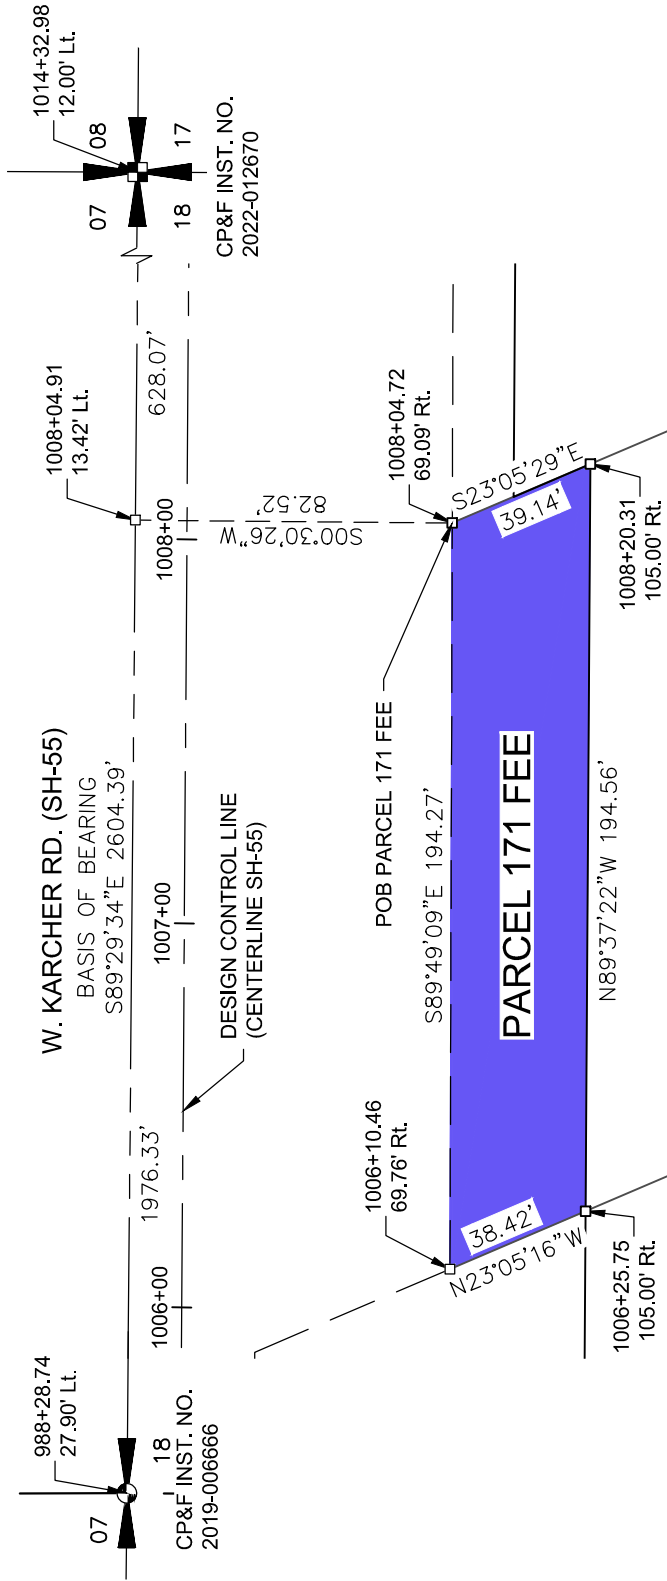 988+28.74
27.90' Lt.
07
18
CP&F INST. NO.
2019-006666
W. KARCHER RD. (SH-55)
BASIS OF BEARING
S89°29'34"E 2604.39'
1976.33'
1006+00
1007+00
1008+00
DESIGN CONTROL LINE
(CENTERLINE SH-55)
1008+04.91
13.42' Lt.
628.07'
1014+32.98
12.00' Lt.
07
08
18
17
CP&F INST. NO.
2022-012670
S00°30'26"W
82.52'
1006+10.46
69.76' Rt.
POB PARCEL 171 FEE
1008+04.72
69.09' Rt.
S89°49'09"E 194.27'
38.42'
N23°05'16"W
PARCEL 171 FEE
S23°05'29"E
39.14'
N89°37'22"W 194.56'
1006+25.75
105.00' Rt.
1008+20.31
105.00' Rt.